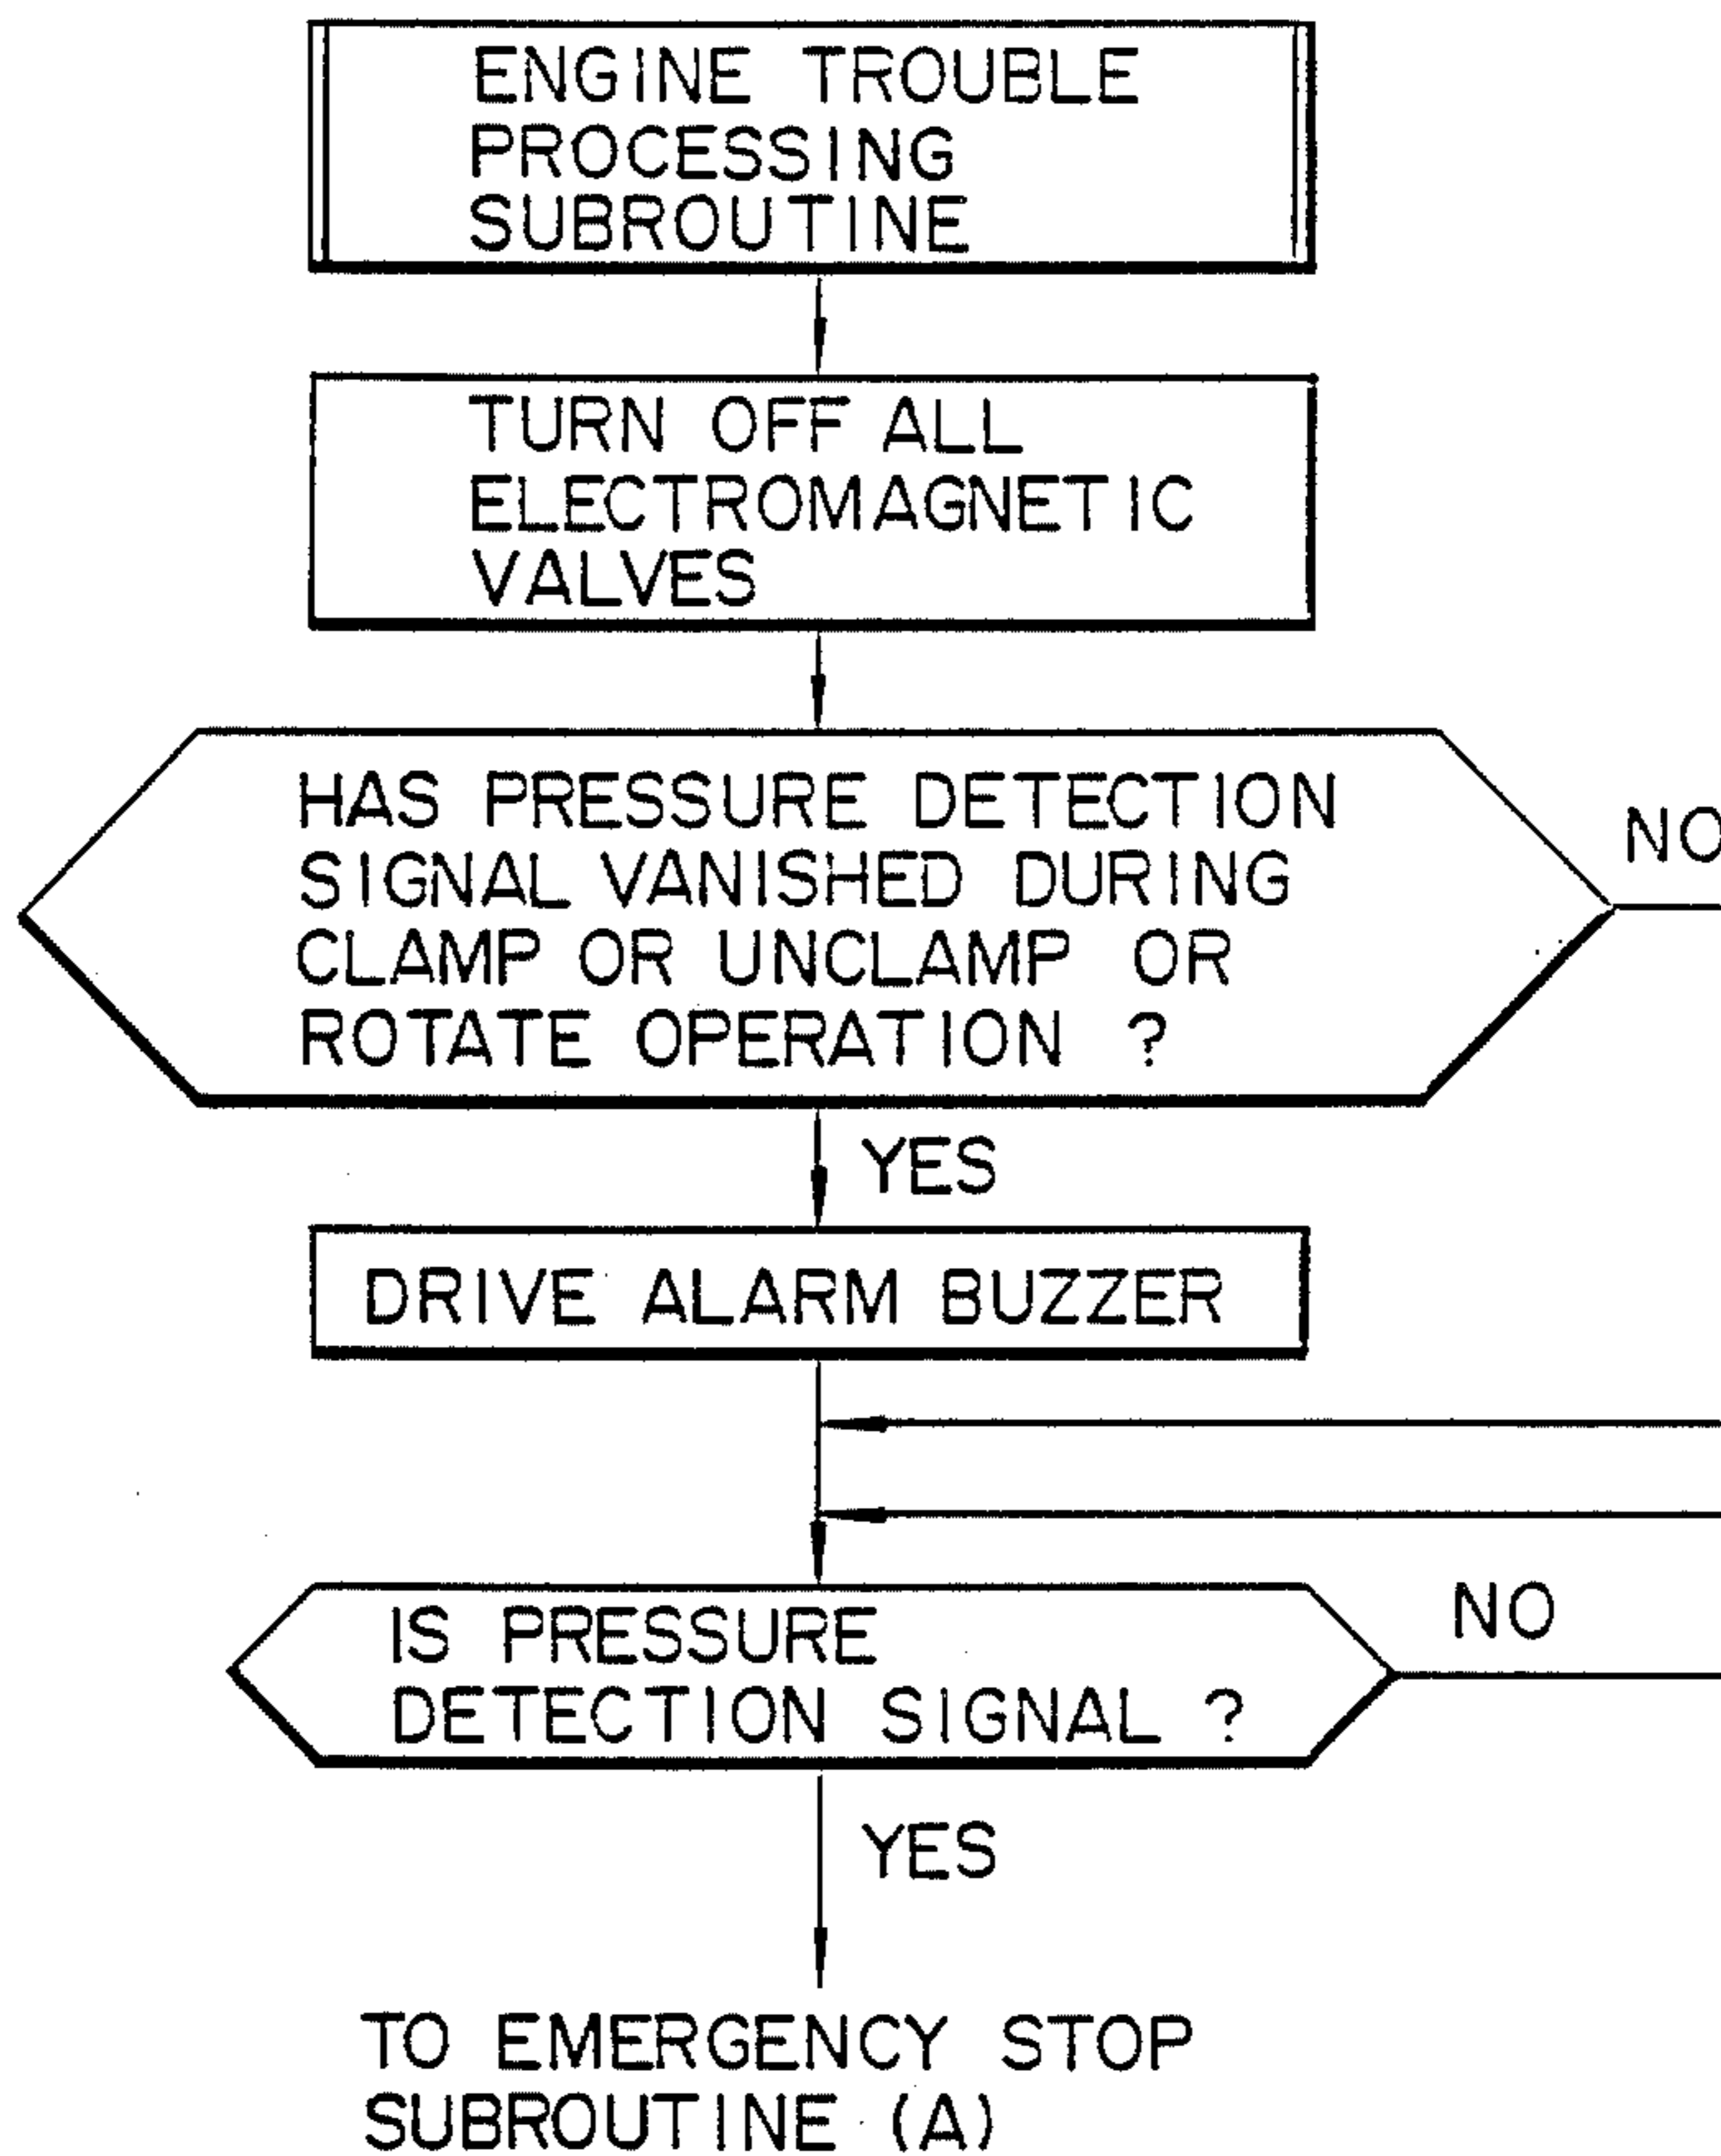 ENGINE TROUBLE
PROCESSING
SUBROUTINE
TURN OFF ALL
ELECTROMAGNETIC
VALVES
HAS PRESSURE DETECTION
SIGNAL VANISHED DURING
CLAMP OR UNCLAMP OR
ROTATE OPERATION ?
NO
YES
DRIVE ALARM BUZZER
IS PRESSURE
DETECTION SIGNAL ?
NO
YES
TO EMERGENCY STOP
SUBROUTINE (A)